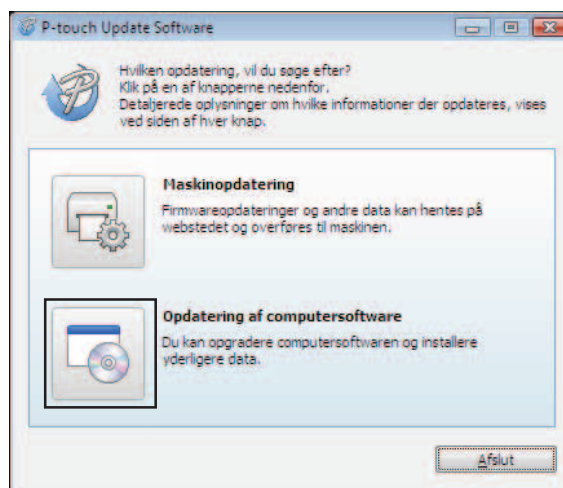 P-touch Update Software
Hvilken opdatering, vil du søge efter?
Klik på en af knapperne nedenfor.
Detaljerede oplysninger om hvilke informationer der opdateres, vises
ved siden af hver knap.
Maskinopdatering
Firmwareopdateringer og andre data kan hentes på
webstedet og overføres til maskinen.
Opdatering af computersoftware
Du kan opgradere computersoftwaren og installere
yderligere data.
Afslut